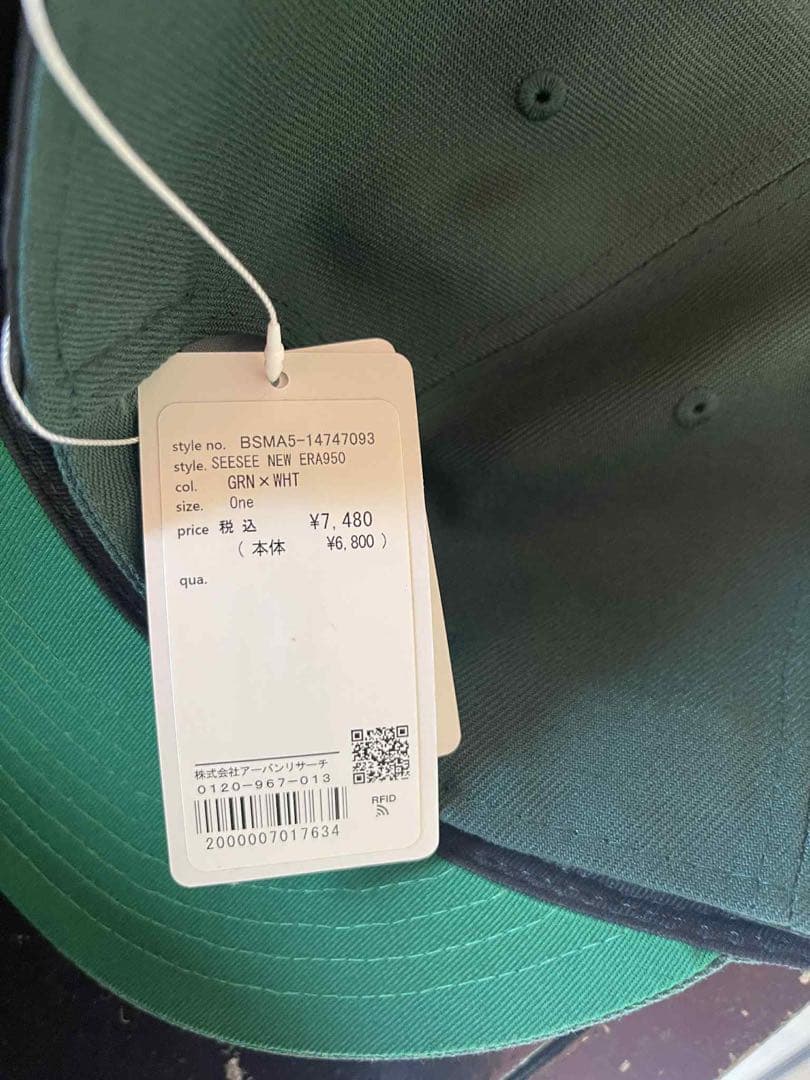 style no. BSMA5-14747093
style. SEESEE NEW ERA950
col. GRN×WHT
size. One
price 税込 ¥7,480
(本体 ¥6,800)
qua.
株式会社アーバンリサーチ
0120-967-013
RFID
2000007017634